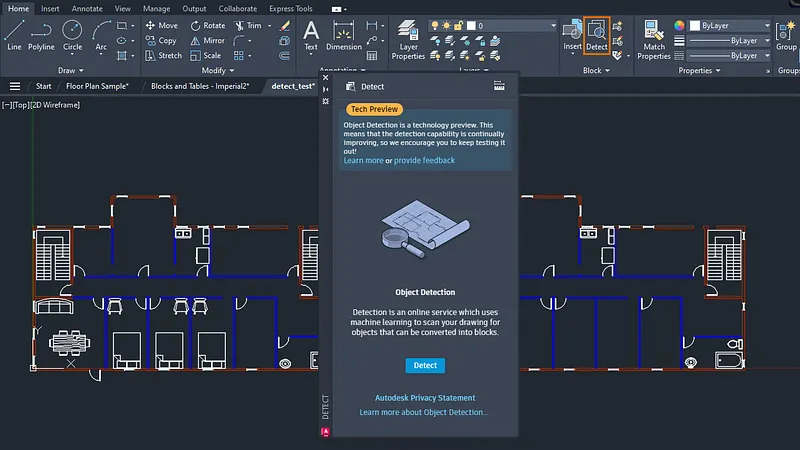 Home Insert Annotate View Manage Output Collaborate Express Tools
Line Polyline Circle Arc
Move Rotate Trim
Copy Mirror
Stretch Scale
Text Dimension
Layer Properties
0
Insert Detect
Match Properties
ByLayer
ByLayer
ByLayer
Group
Draw Modify Layers Block Properties Groups
Start Floor Plan Sample* Blocks and Tables - Imperial2* detect_test*
[−][Top][2D Wireframe]
Detect
Tech Preview
Object Detection is a technology preview. This
means that the detection capability is continually
improving, so we encourage you to keep testing it
out!
Learn more or provide feedback
Object Detection
Detection is an online service which uses
machine learning to scan your drawing for
objects that can be converted into blocks.
Detect
Autodesk Privacy Statement
Learn more about Object Detection...
DETECT
Y
X